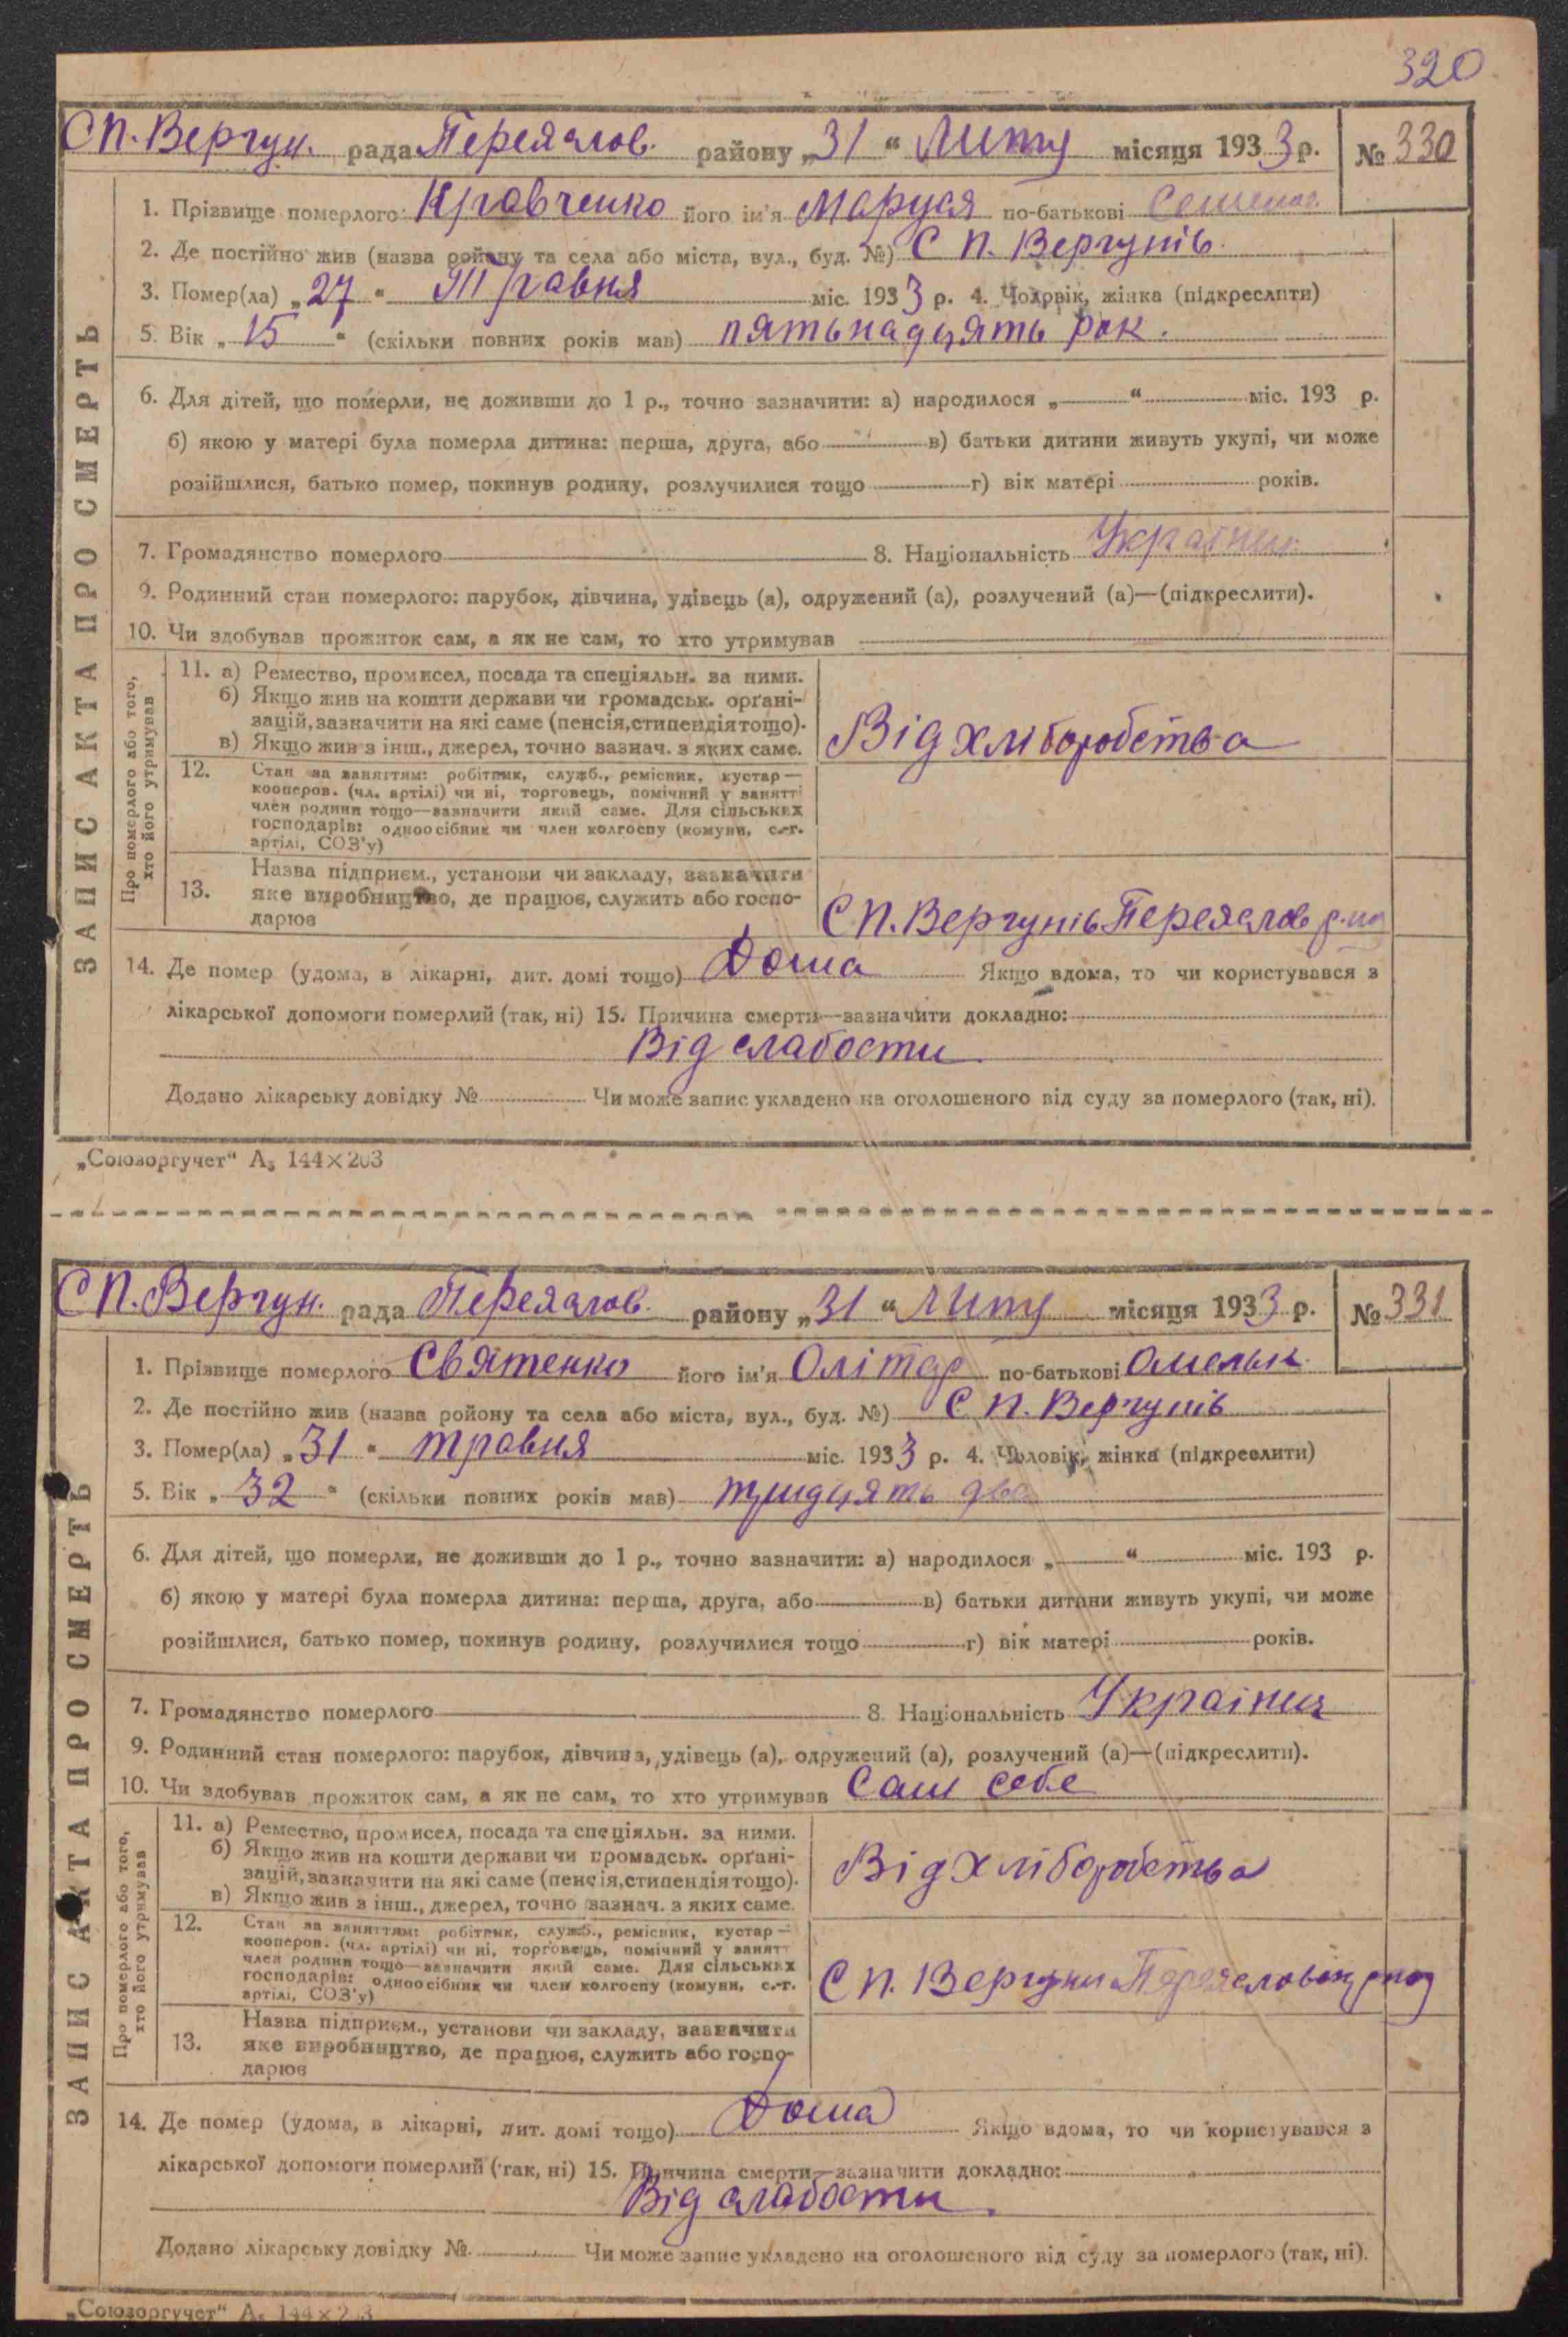 320
СП. Вергун. рада Переяслов. району „31“ Липу місяця 1933 р. № 330
1. Прізвище померлого: Кравченко його ім'я Маруся по-батькові
2. Де постійно жив (назва району та села або міста, вул., буд. №) С П. Вергунів.
3. Помер(ла) „27“ Травня міс. 1933 р. 4. Чоловік, жінка (підкреслити)
5. Вік „15“ (скільки повних років мав) пятьнадцять рок.
6. Для дітей, що померли, не доживши до 1 р., точно зазначити: а) народилося „ “ міс. 193 р.
б) якою у матері була померла дитина: перша, друга, або в) батьки дитини живуть укупі, чи може
розійшлися, батько помер, покинув родину, розлучилися тощо г) вік матері років.
7. Громадянство померлого 8. Національність Україн
9. Родинний стан померлого: парубок, дівчина, удівець (а), одружений (а), розлучений (а)—(підкреслити).
10. Чи здобував прожиток сам, а як не сам, то хто утримував
ЗАПИС АКТА ПРО СМЕРТЬ
Про померлого або того,
хто його утримував
11. а) Ремество, промисел, посада та спеціяльн. за ними.
б) Якщо жив на кошти держави чи громадськ. орґані-
зацій, зазначити на які саме (пенсія, стипендія тощо).
в) Якщо жив з інш., джерел, точно зазнач. з яких саме.
Від хліборобства
12. Стан за заняттям: робітник, служб., ремісник, кустар—
кооперов. (чл. артілі) чи ні, торговець, помічний у занятті
член родини тощо—зазначити який саме. Для сільських
господарів: одноосібник чи член колгоспу (комуни, с.-г.
артілі, СОЗ'у)
13. Назва підприєм., установи чи закладу, зазначити
яке виробництво, де працює, служить або госпо-
дарює
С П. Вергунів Переяслов
14. Де помер (удома, в лікарні, дит. домі тощо) Дома Якщо вдома, то чи користувався з
лікарської допомоги померлий (так, ні) 15. Причина смерти—зазначити докладно:
Від слабости
Додано лікарську довідку № Чи може запис укладено на оголошеного від суду за померлого (так, ні).
„Союзоргучет“ А₅ 144×203
СП. Вергун. рада Переяслов. району „31“ Липу місяця 1933 р. № 331
1. Прізвище померлого Святенко його ім'я Олітар по-батькові Омельк.
2. Де постійно жив (назва ройону та села або міста, вул., буд. №) С П. Вергунів
3. Помер(ла) „31“ травня міс. 1933 р. 4. Чоловік, жінка (підкреслити)
5. Вік „32“ (скільки повних років мав) тридцять два
6. Для дітей, що померли, не доживши до 1 р., точно зазначити: а) народилося „ “ міс. 193 р.
б) якою у матері була померла дитина: перша, друга, або в) батьки дитини живуть укупі, чи може
розійшлися, батько помер, покинув родину, розлучилися тощо г) вік матері років.
7. Громадянство померлого 8. Національність Українц
9. Родинний стан померлого: парубок, дівчина, удівець (а), одружений (а), розлучений (а)—(підкреслити).
10. Чи здобував прожиток сам, а як не сам, то хто утримував Сам себе
ЗАПИС АКТА ПРО СМЕРТЬ
Про померлого або того,
хто його утримував
11. а) Ремество, промисел, посада та спеціяльн. за ними.
б) Якщо жив на кошти держави чи громадськ. орґані-
зацій, зазначити на які саме (пенсія, стипендія тощо).
в) Якщо жив з інш., джерел, точно зазнач. з яких саме.
Від хліборобства
12. Стан за заняттям: робітник, служб., ремісник, кустар—
кооперов. (чл. артілі) чи ні, торговець, помічний у занятт
член родини тощо—зазначити який саме. Для сільських
господарів: одноосібник чи член колгоспу (комуни, с.-г.
артілі, СОЗ'у)
С П. Вергуни
13. Назва підприєм., установи чи закладу, зазначити
яке виробництво, де працює, служить або госпо-
дарює
14. Де помер (удома, в лікарні, дит. домі тощо) Дома Якщо вдома, то чи користувався з
лікарської допомоги померлий (так, ні) 15. Причина смерти—зазначити докладно:
Від слабости.
Додано лікарську довідку № Чи може запис укладено на оголошеного від суду за померлого (так, ні).
„Союзоргучет“ А₅ 144×203